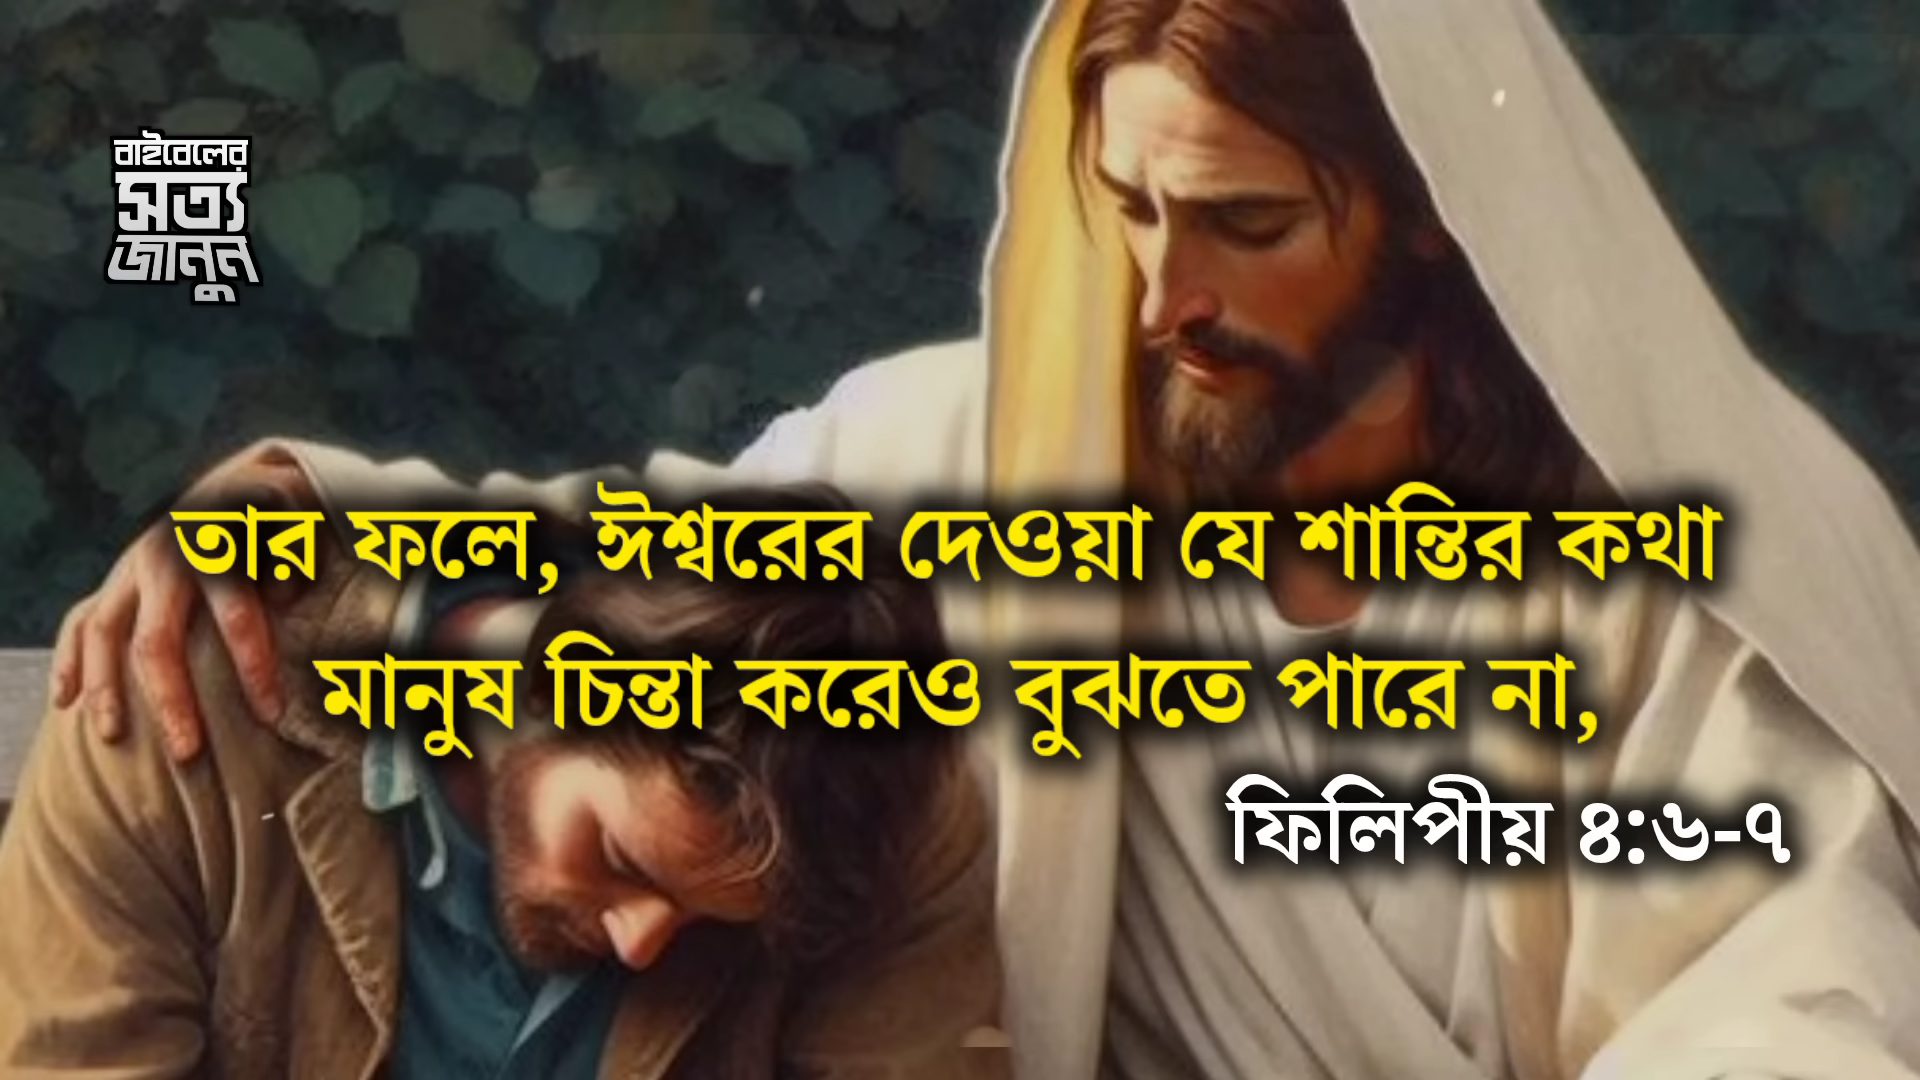 বাইবেলের
সত্য
জানুন
তার ফলে, ঈশ্বরের দেওয়া যে শান্তির কথা
মানুষ চিন্তা করেও বুঝতে পারে না,
ফিলিপীয় ৪:৬-৭